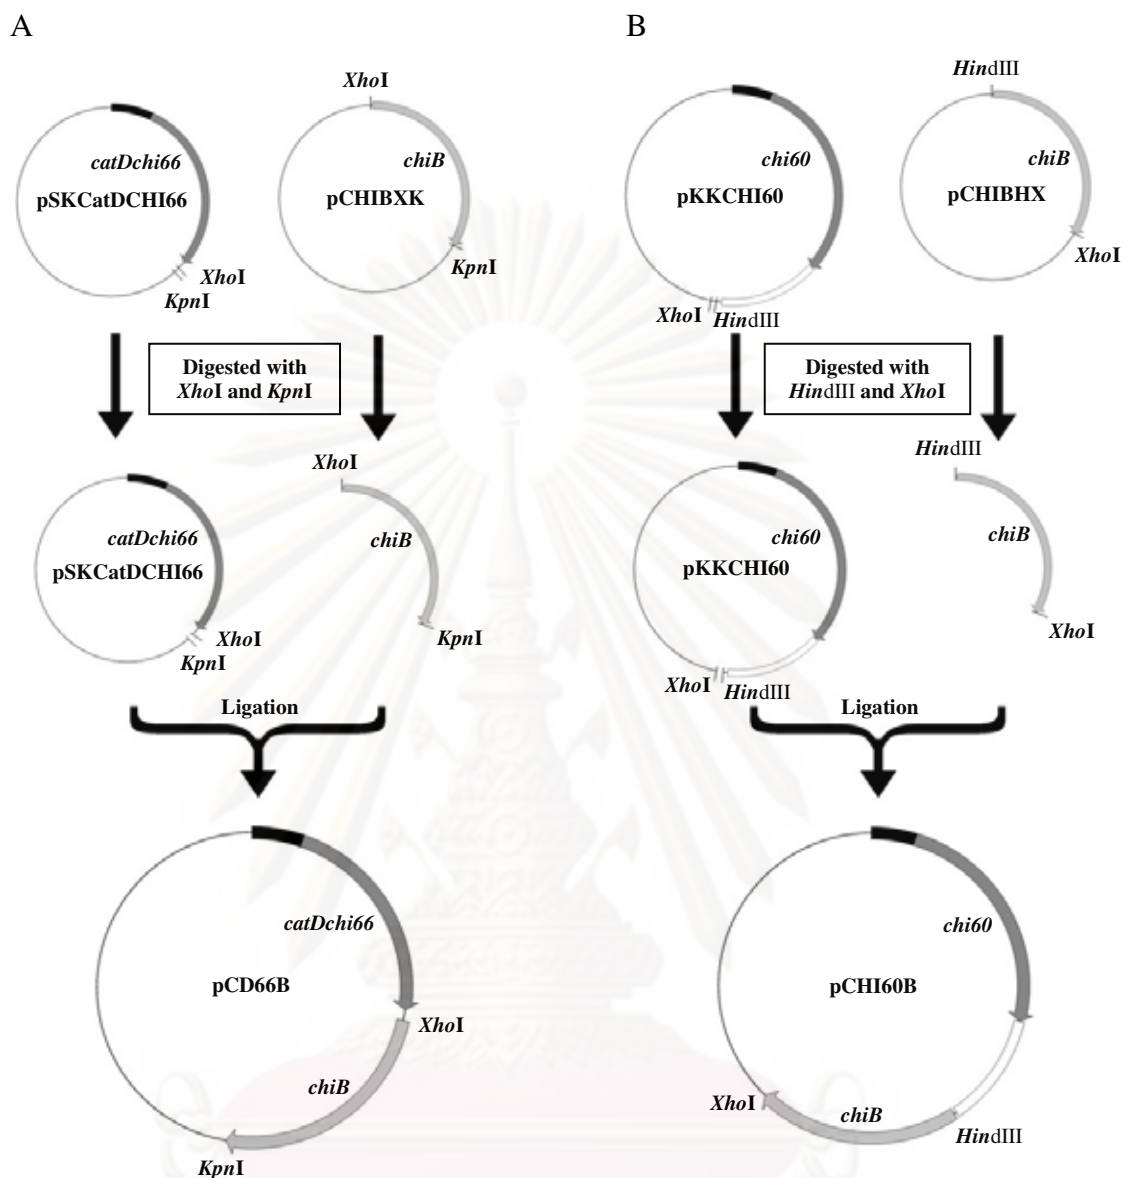 A
XhoI
catDchi66
pSKCatDCHI66
chiB
pCHIBXK
XhoI
KpnI
KpnI
Digested with
XhoI and KpnI
XhoI
catDchi66
pSKCatDCHI66
chiB
XhoI
KpnI
KpnI
Ligation
catDchi66
pCD66B
XhoI
chiB
KpnI
B
HindIII
chi60
pKKCHI60
chiB
pCHIBHX
XhoI
XhoI
HindIII
Digested with
HindIII and XhoI
HindIII
chi60
pKKCHI60
chiB
XhoI
XhoI
HindIII
Ligation
chi60
pCHI60B
XhoI
chiB
HindIII